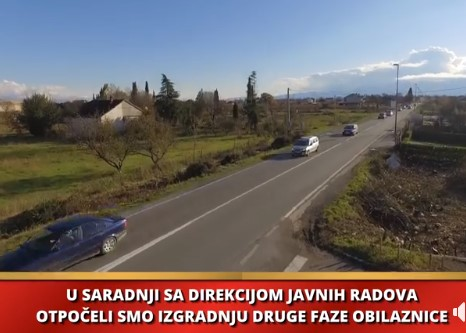 U SARADNJI SA DIREKCIJOM JAVNIH RADOVA
OTPOČELI SMO IZGRADNJU DRUGE FAZE OBILAZNICE